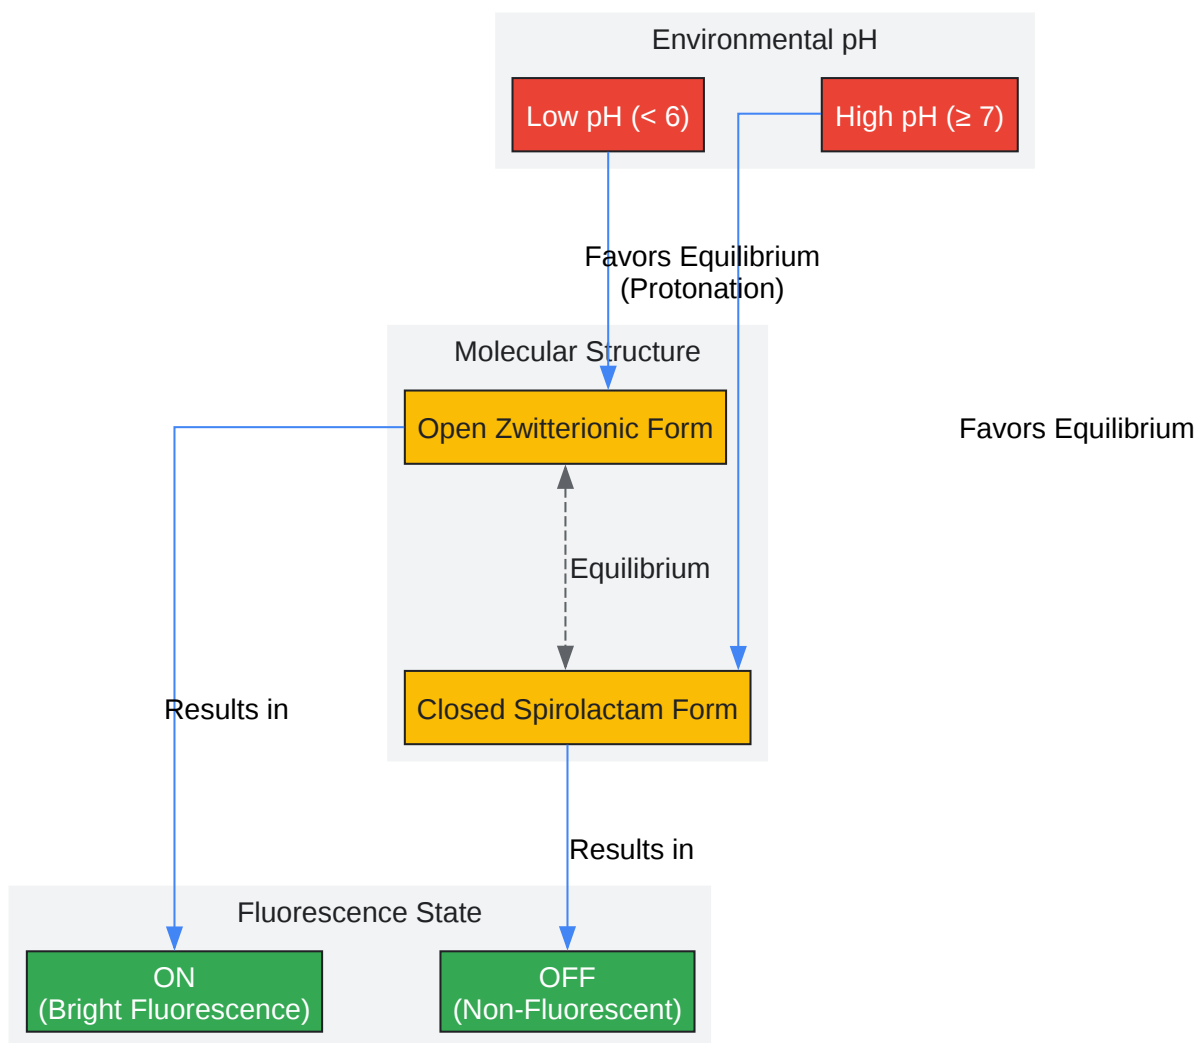 Environmental pH
Low pH (< 6)
High pH (≥ 7)
Favors Equilibrium
(Protonation)
Molecular Structure
Open Zwitterionic Form
Favors Equilibrium
Equilibrium
Closed Spirolactam Form
Results in
Results in
Fluorescence State
ON
(Bright Fluorescence)
OFF
(Non-Fluorescent)